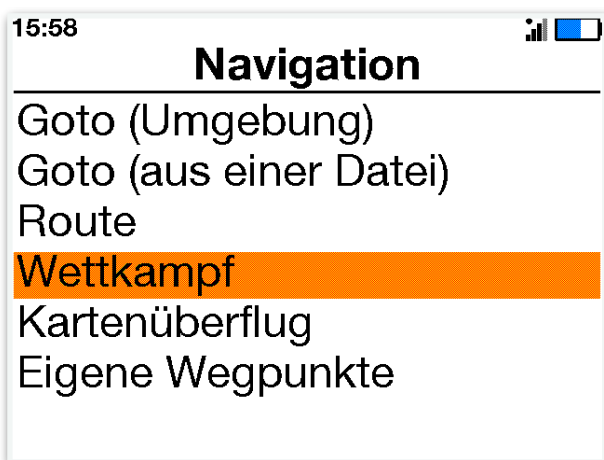 15:58
Navigation
Goto (Umgebung)
Goto (aus einer Datei)
Route
Wettkampf
Kartenüberflug
Eigene Wegpunkte